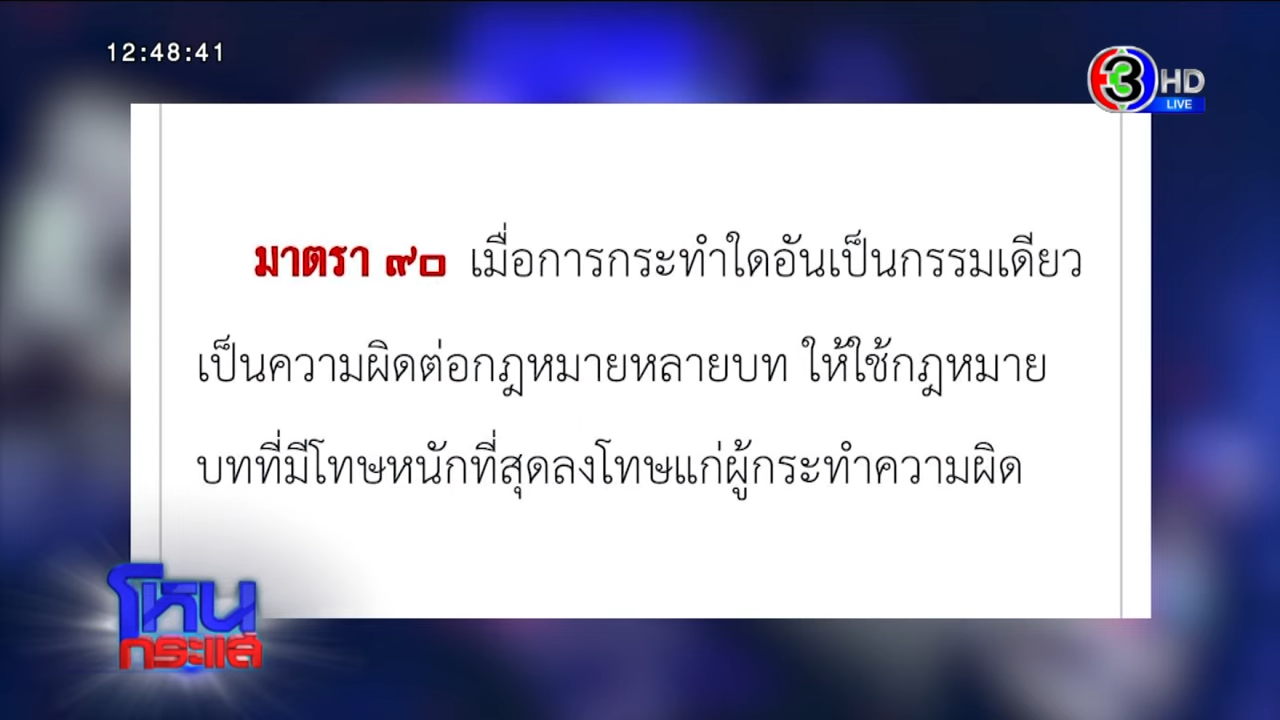 12:48:41
3 HD
LIVE
มาตรา ๙๐ เมื่อการกระทำใดอันเป็นกรรมเดียว
เป็นความผิดต่อกฎหมายหลายบท ให้ใช้กฎหมาย
บทที่มีโทษหนักที่สุดลงโทษแก่ผู้กระทำความผิด
โหน
กระแส